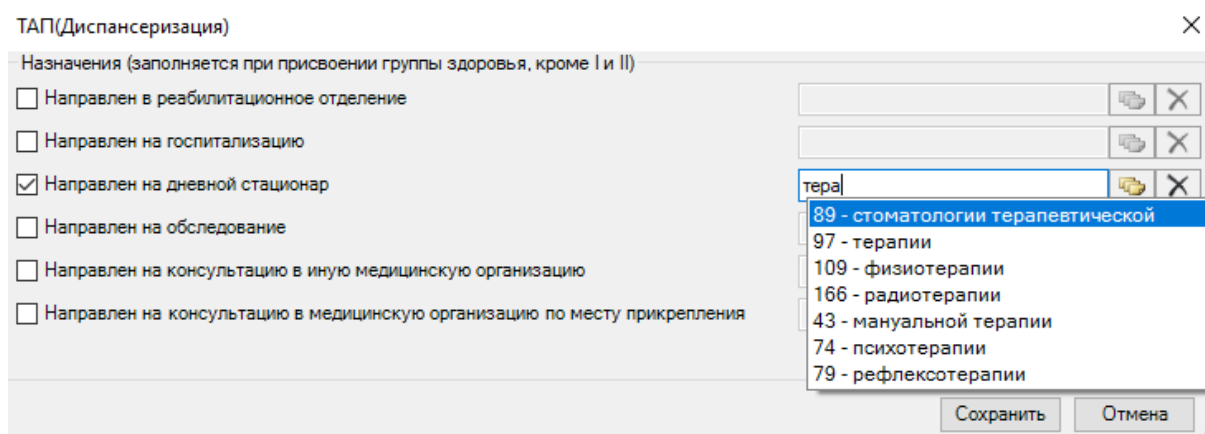 ТАП(Диспансеризация)
Назначения (заполняется при присвоении группы здоровья, кроме I и II)
Направлен в реабилитационное отделение
Направлен на госпитализацию
Направлен на дневной стационар
тера
89 - стоматологии терапевтической
Направлен на обследование
97 - терапии
109 - физиотерапии
Направлен на консультацию в иную медицинскую организацию
166 - радиотерапии
Направлен на консультацию в медицинскую организацию по месту прикрепления
43 - мануальной терапии
74 - психотерапии
79 - рефлексотерапии
Сохранить
Отмена